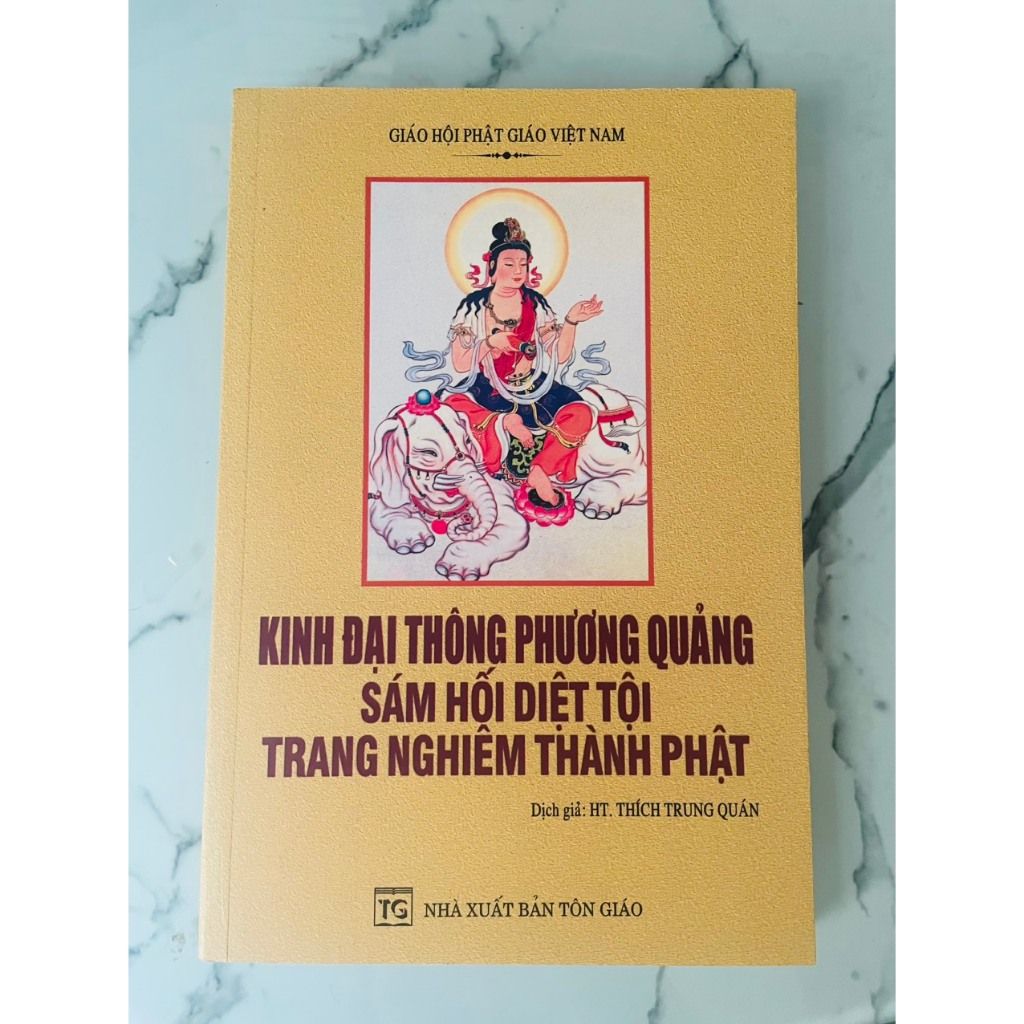 GIÁO HỘI PHẬT GIÁO VIỆT NAM
KINH ĐẠI THÔNG PHƯƠNG QUẢNG
SÁM HỐI DIỆT TỘI
TRANG NGHIÊM THÀNH PHẬT
Dịch giả: HT. THÍCH TRUNG QUÁN
TG NHÀ XUẤT BẢN TÔN GIÁO